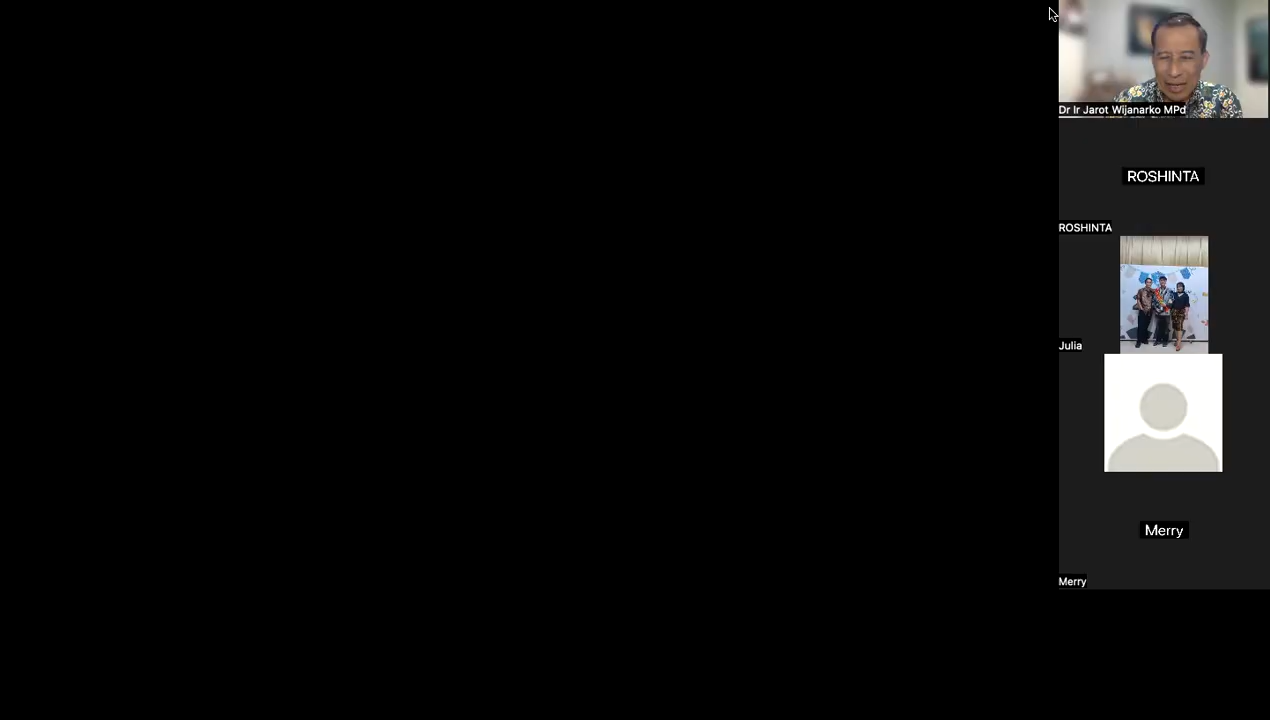 Dr Ir Jarot Wijanarko MPd
ROSHINTA
ROSHINTA
Julia
Merry
Merry